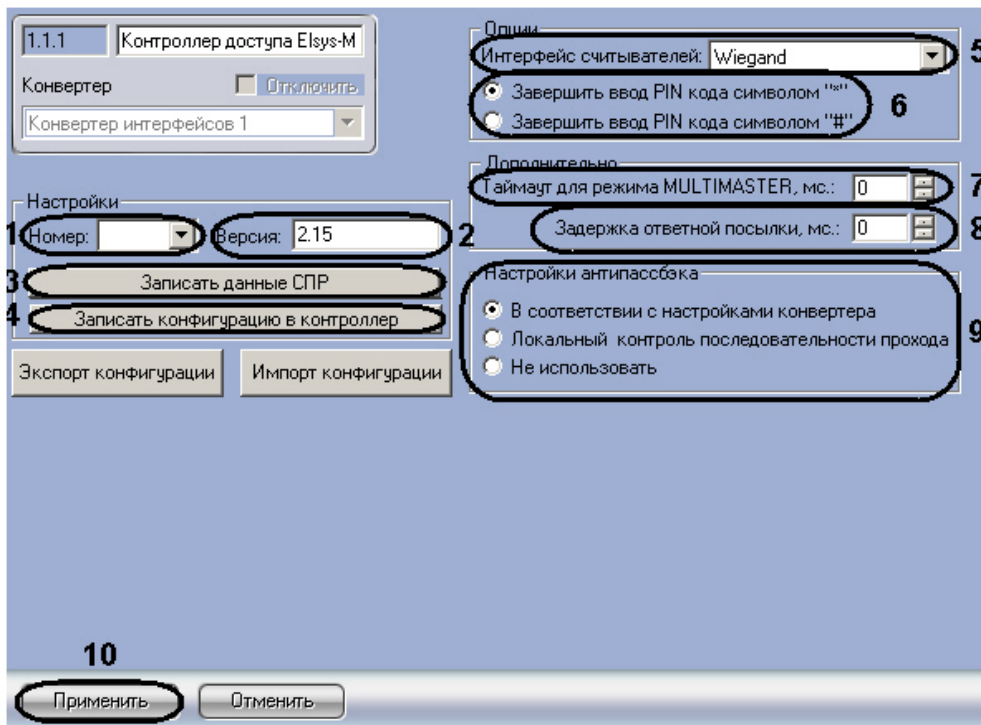 1.1.1 Контроллер доступа Elsys-M
Конвертер Отключить
Конвертер интерфейсов 1
Настройки
1 Номер: Версия: 2.15 2
3 Записать данные СПР
4 Записать конфигурацию в контроллер
Экспорт конфигурации Импорт конфигурации
Опции
Интерфейс считывателей: Wiegand 5
Завершить ввод PIN кода символом "*"
6
Завершить ввод PIN кода символом "#"
Дополнительно
Таймаут для режима MULTIMASTER, мс.: 0 7
Задержка ответной посылки, мс.: 0 8
Настройки антипассбэка
В соответствии с настройками конвертера
Локальный контроль последовательности прохода 9
Не использовать
10
Применить Отменить